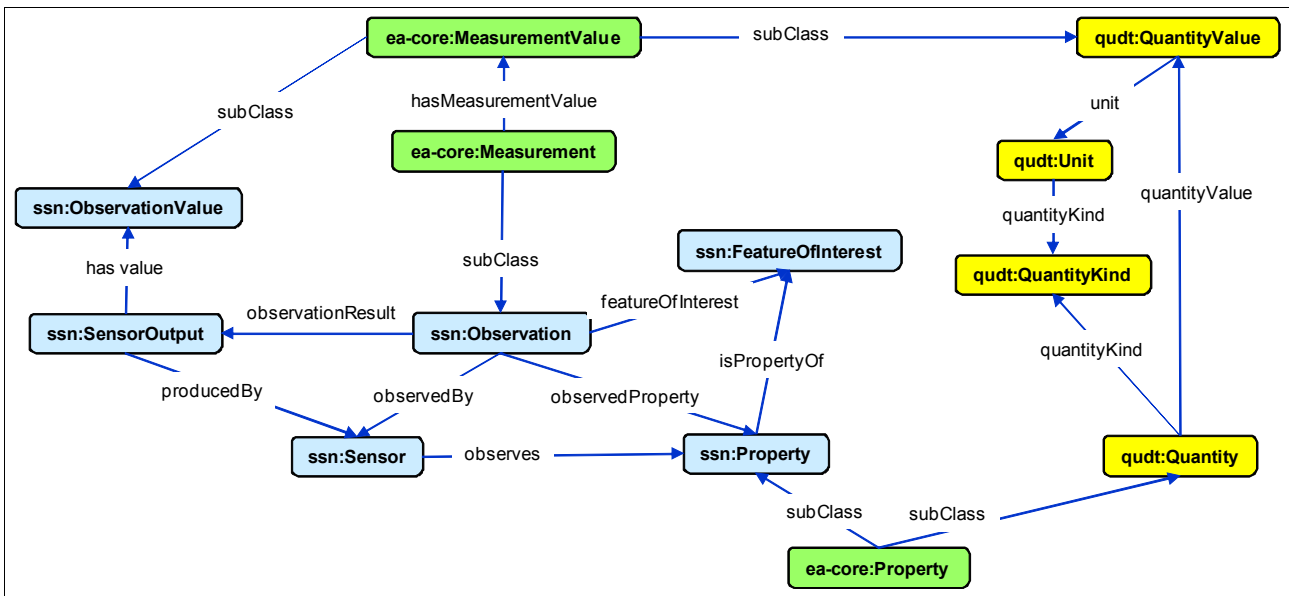 ea-core:MeasurementValue
subClass
qudt:QuantityValue
subClass
hasMeasurementValue
unit
ea-core:Measurement
qudt:Unit
quantityValue
ssn:ObservationValue
quantityKind
ssn:FeatureOfInterest
has value
subClass
qudt:QuantityKind
observationResult
featureOfInterest
ssn:SensorOutput
ssn:Observation
quantityKind
isPropertyOf
producedBy
observedBy
observedProperty
ssn:Sensor
observes
ssn:Property
qudt:Quantity
subClass
subClass
ea-core:Property